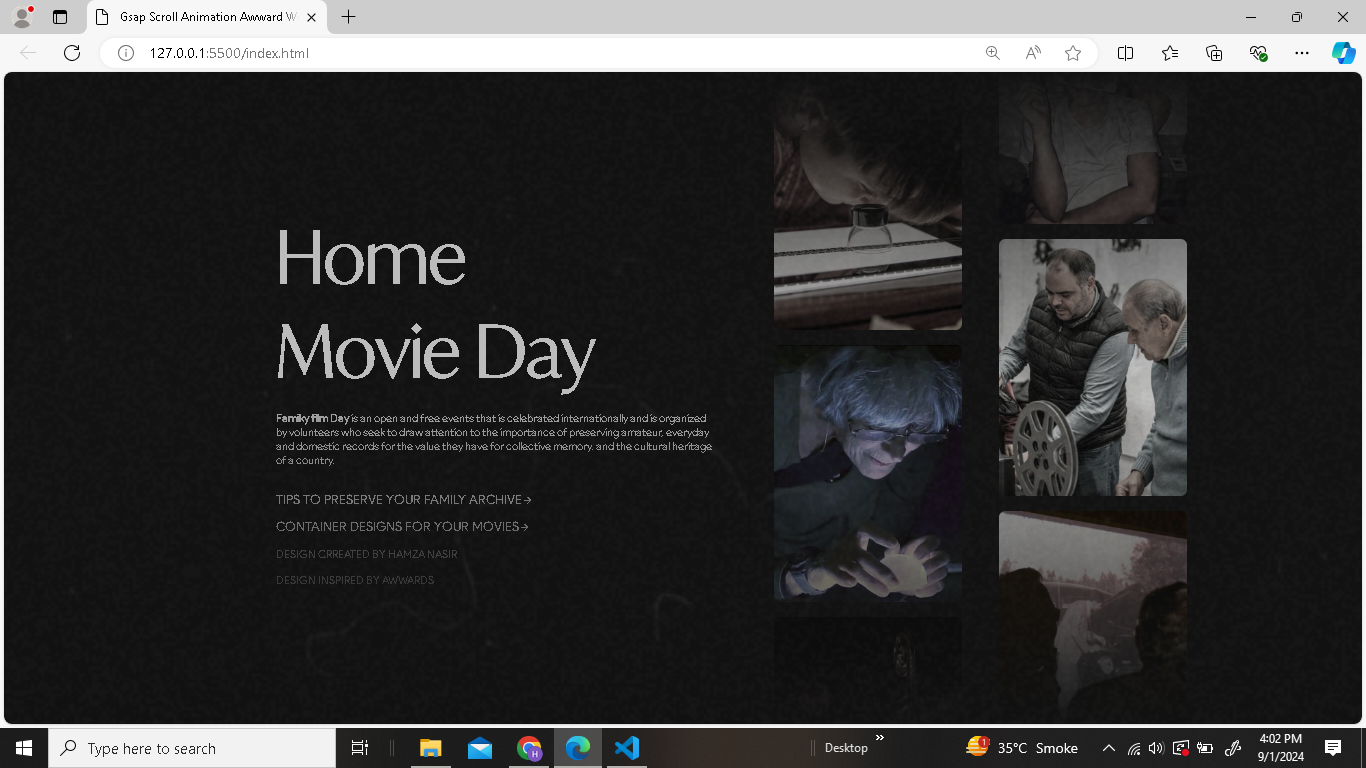 Gsap Scroll Animation Awward W
127.0.0.1:5500/index.html
Home
Movie Day
Famiky film Day is an open and free events that is celebrated internationally and is organized
by volunteers who seek to draw attention to the importance of preserving amateur, everyday
and domestic records for the value they have for collective memory, and the cultural heritage
of a country.
TIPS TO PRESERVE YOUR FAMILY ARCHIVE→
CONTAINER DESIGNS FOR YOUR MOVIES→
DESIGN CRREATED BY HAMZA NASIR
DESIGN INSPIRED BY AWWARDS
Type here to search
H
Desktop
1
35°C Smoke
4:02 PM
9/1/2024